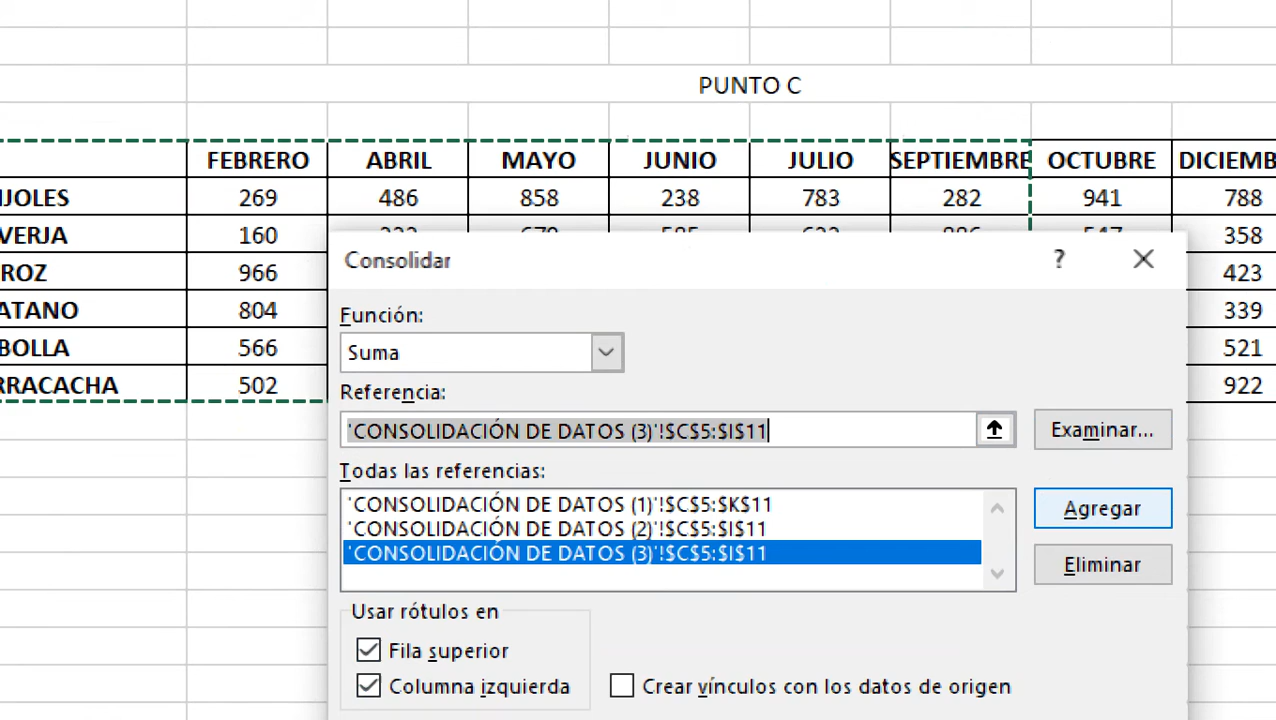 PUNTO C
FEBRERO ABRIL MAYO JUNIO JULIO SEPTIEMBRE OCTUBRE DICIEMB
IJOLES 269 486 858 238 783 282 941 788
VERJA 160 358
ROZ 966 423
ATANO 804 339
BOLLA 566 521
RRACACHA 502 922
Consolidar ?
Función:
Suma
Referencia:
'CONSOLIDACIÓN DE DATOS (3)'!$C$5:$I$11 Examinar...
Todas las referencias:
'CONSOLIDACIÓN DE DATOS (1)'!$C$5:$K$11
'CONSOLIDACIÓN DE DATOS (2)'!$C$5:$I$11
'CONSOLIDACIÓN DE DATOS (3)'!$C$5:$I$11
Agregar
Eliminar
Usar rótulos en
Fila superior
Columna izquierda
Crear vínculos con los datos de origen